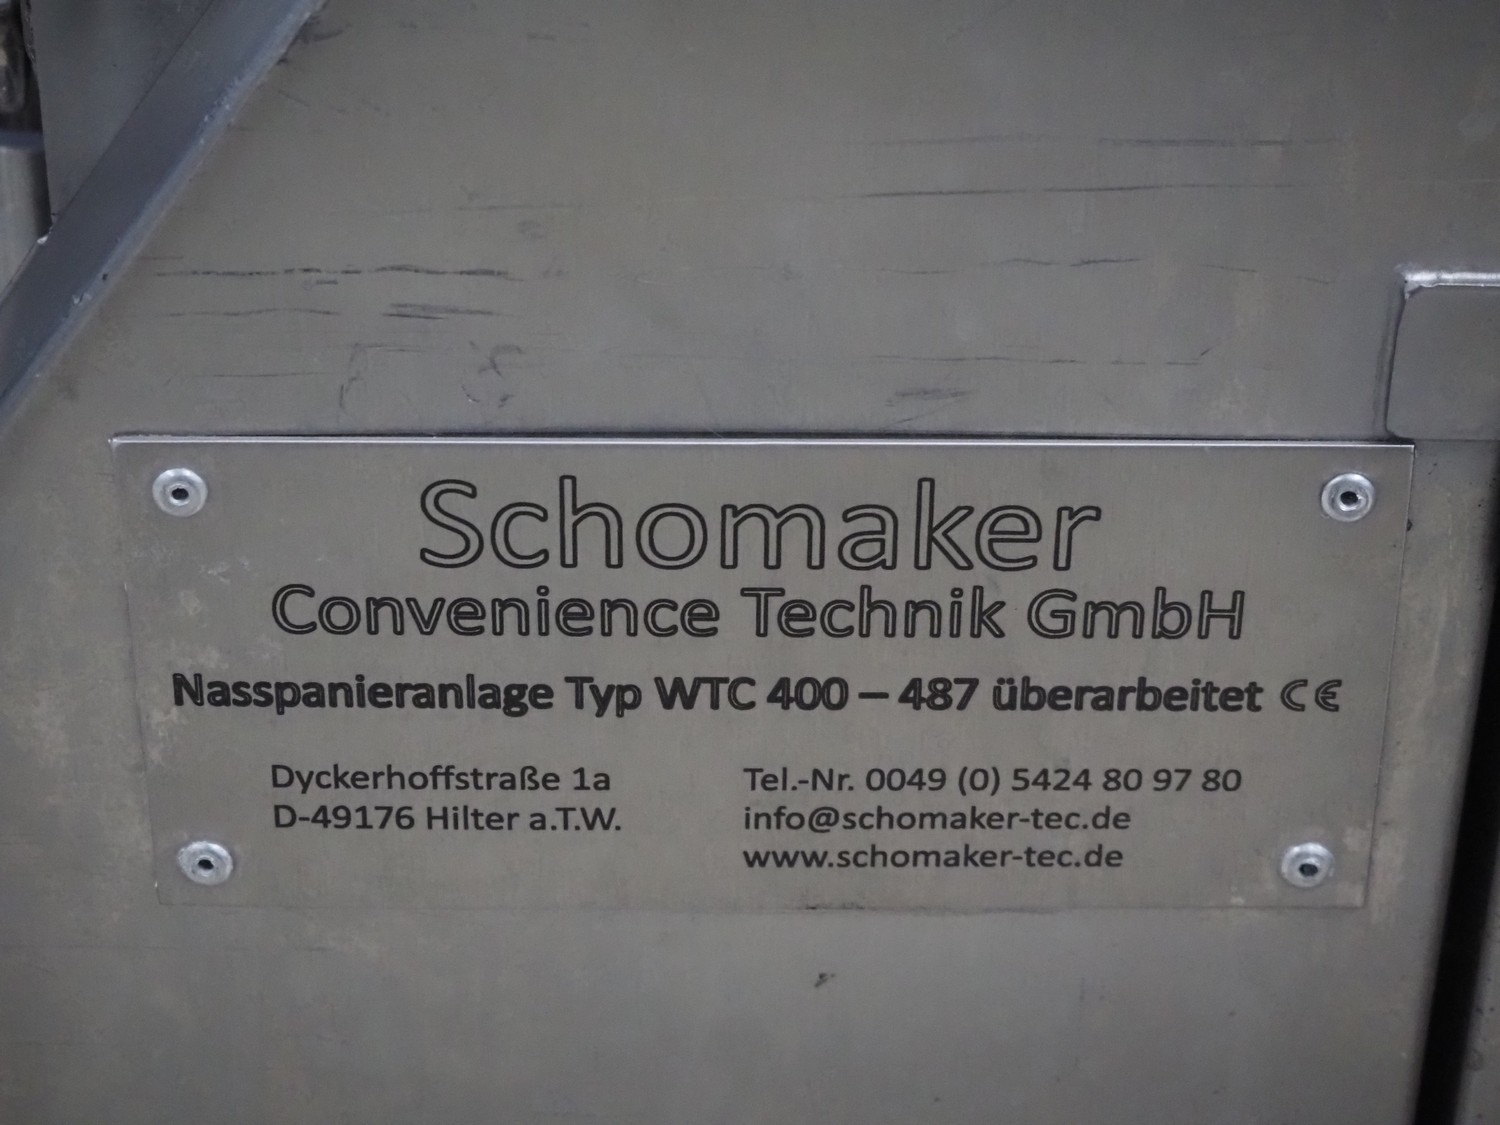 Schomaker
Convenience Technik GmbH
Nasspanieranlage Typ WTC 400 – 487 überarbeitet CE
Dyckerhoffstraße 1a
D-49176 Hilter a.T.W.
Tel.-Nr. 0049 (0) 5424 80 97 80
info@schomaker-tec.de
www.schomaker-tec.de